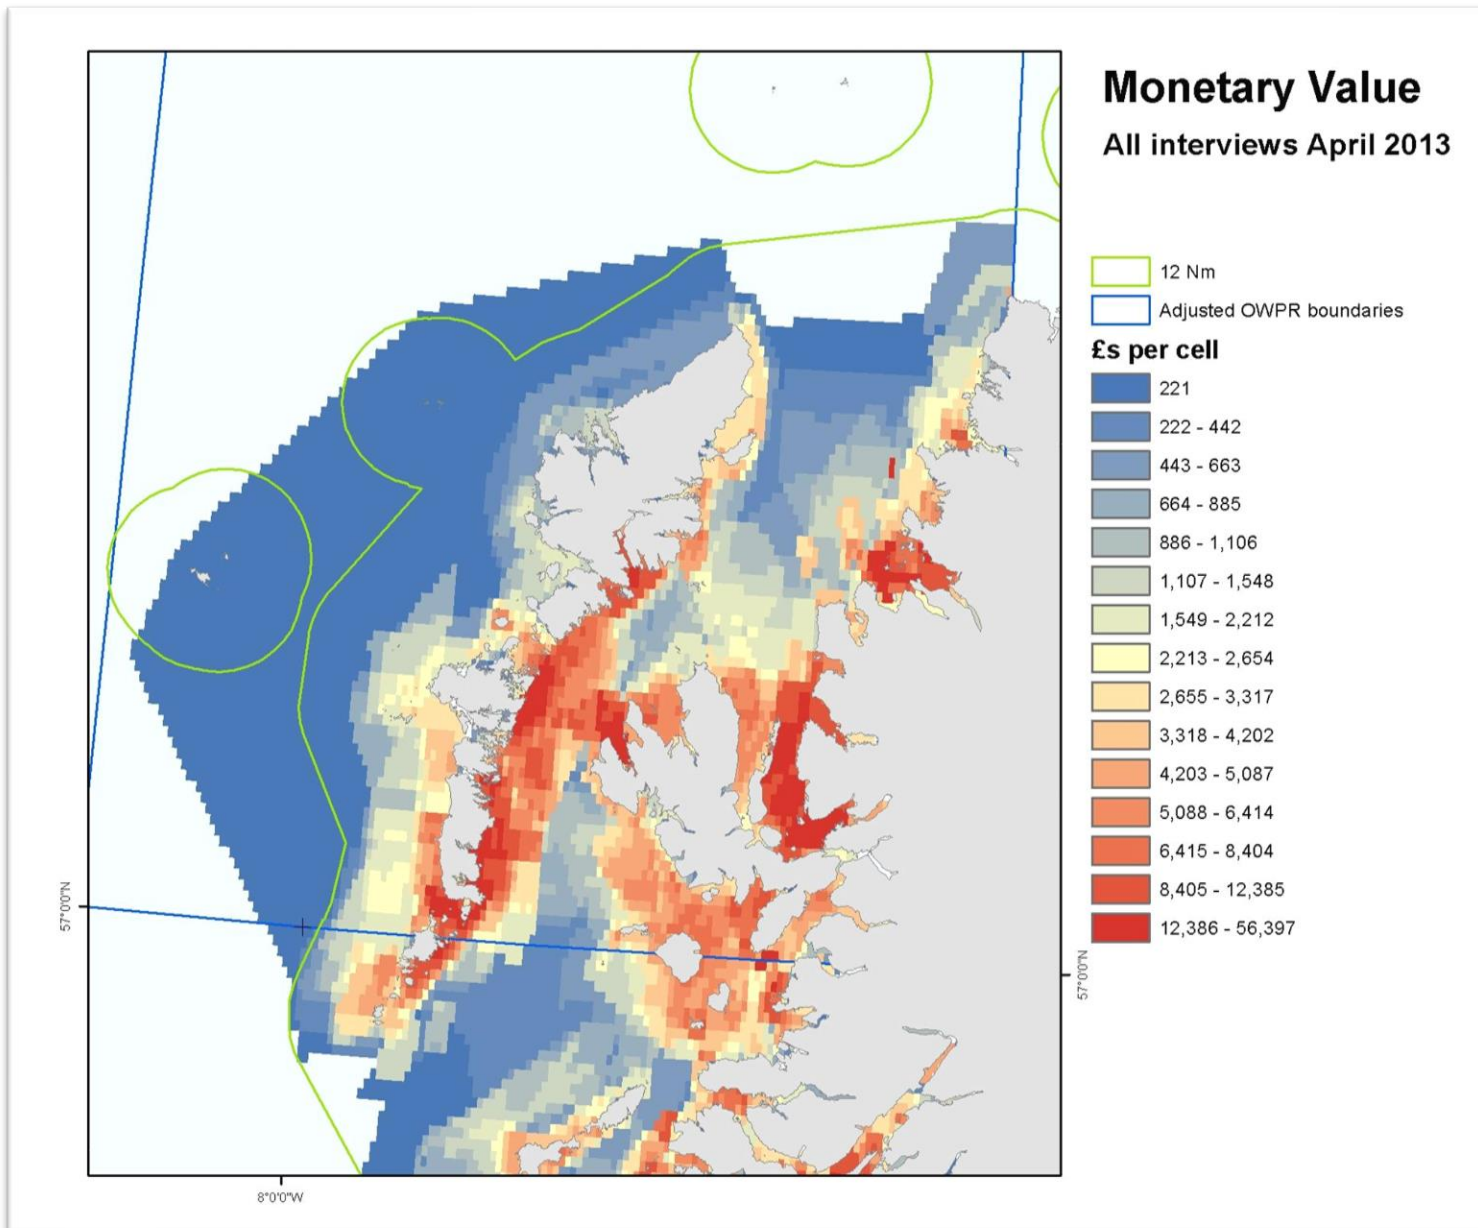 Monetary Value
All interviews April 2013
12 Nm
Adjusted OWPR boundaries
£s per cell
221
222 - 442
443 - 663
664 - 885
886 - 1,106
1,107 - 1,548
1,549 - 2,212
2,213 - 2,654
2,655 - 3,317
3,318 - 4,202
4,203 - 5,087
5,088 - 6,414
6,415 - 8,404
8,405 - 12,385
12,386 - 56,397
57°0'0"N
57°0'0"N
8°0'0"W